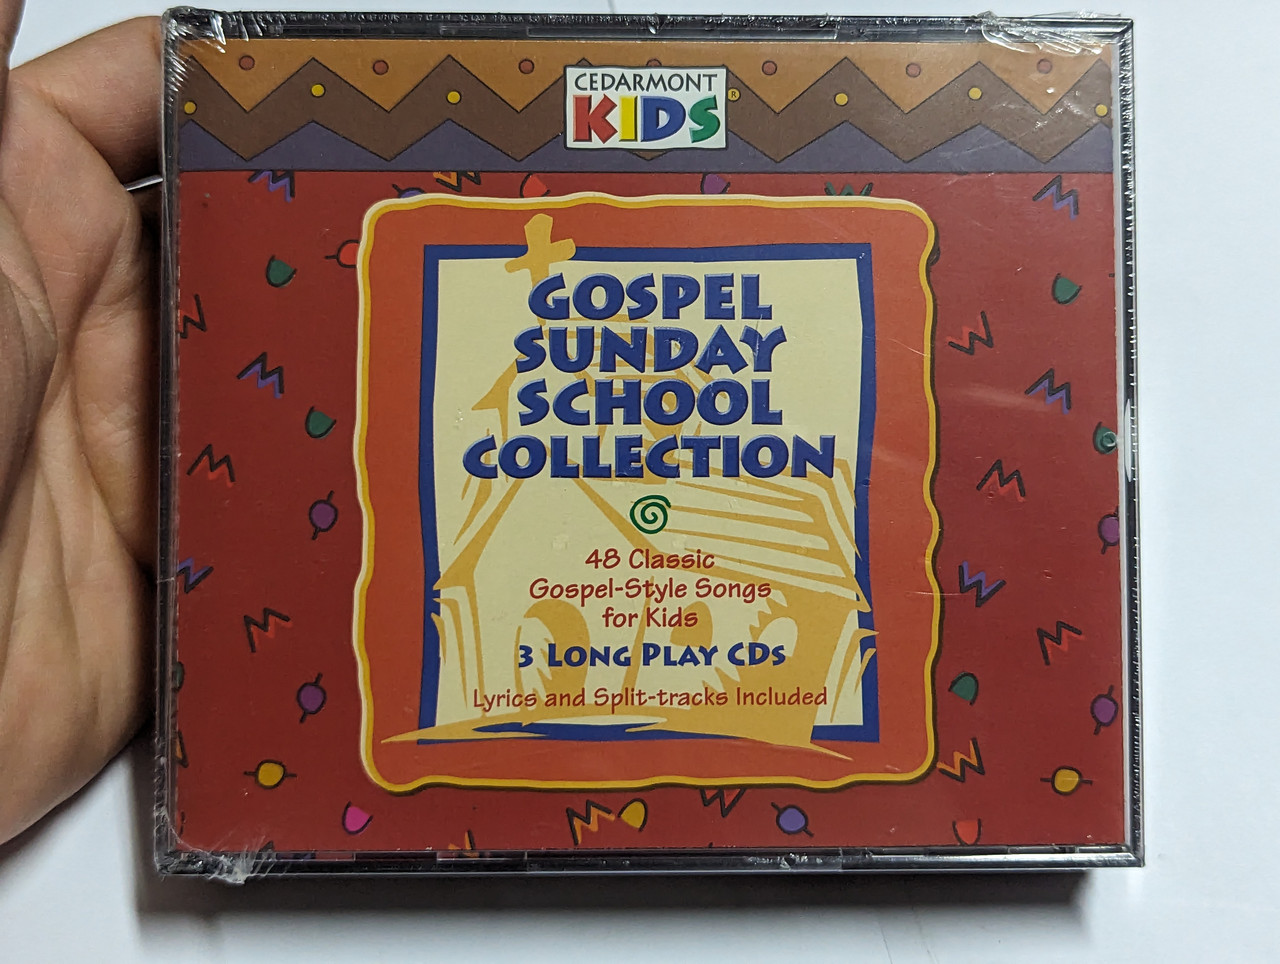 CEDARMONT
KIDS®
GOSPEL
SUNDAY
SCHOOL
COLLECTION
48 Classic
Gospel-Style Songs
for Kids
3 LONG PLAY CDs
Lyrics and Split-tracks Included